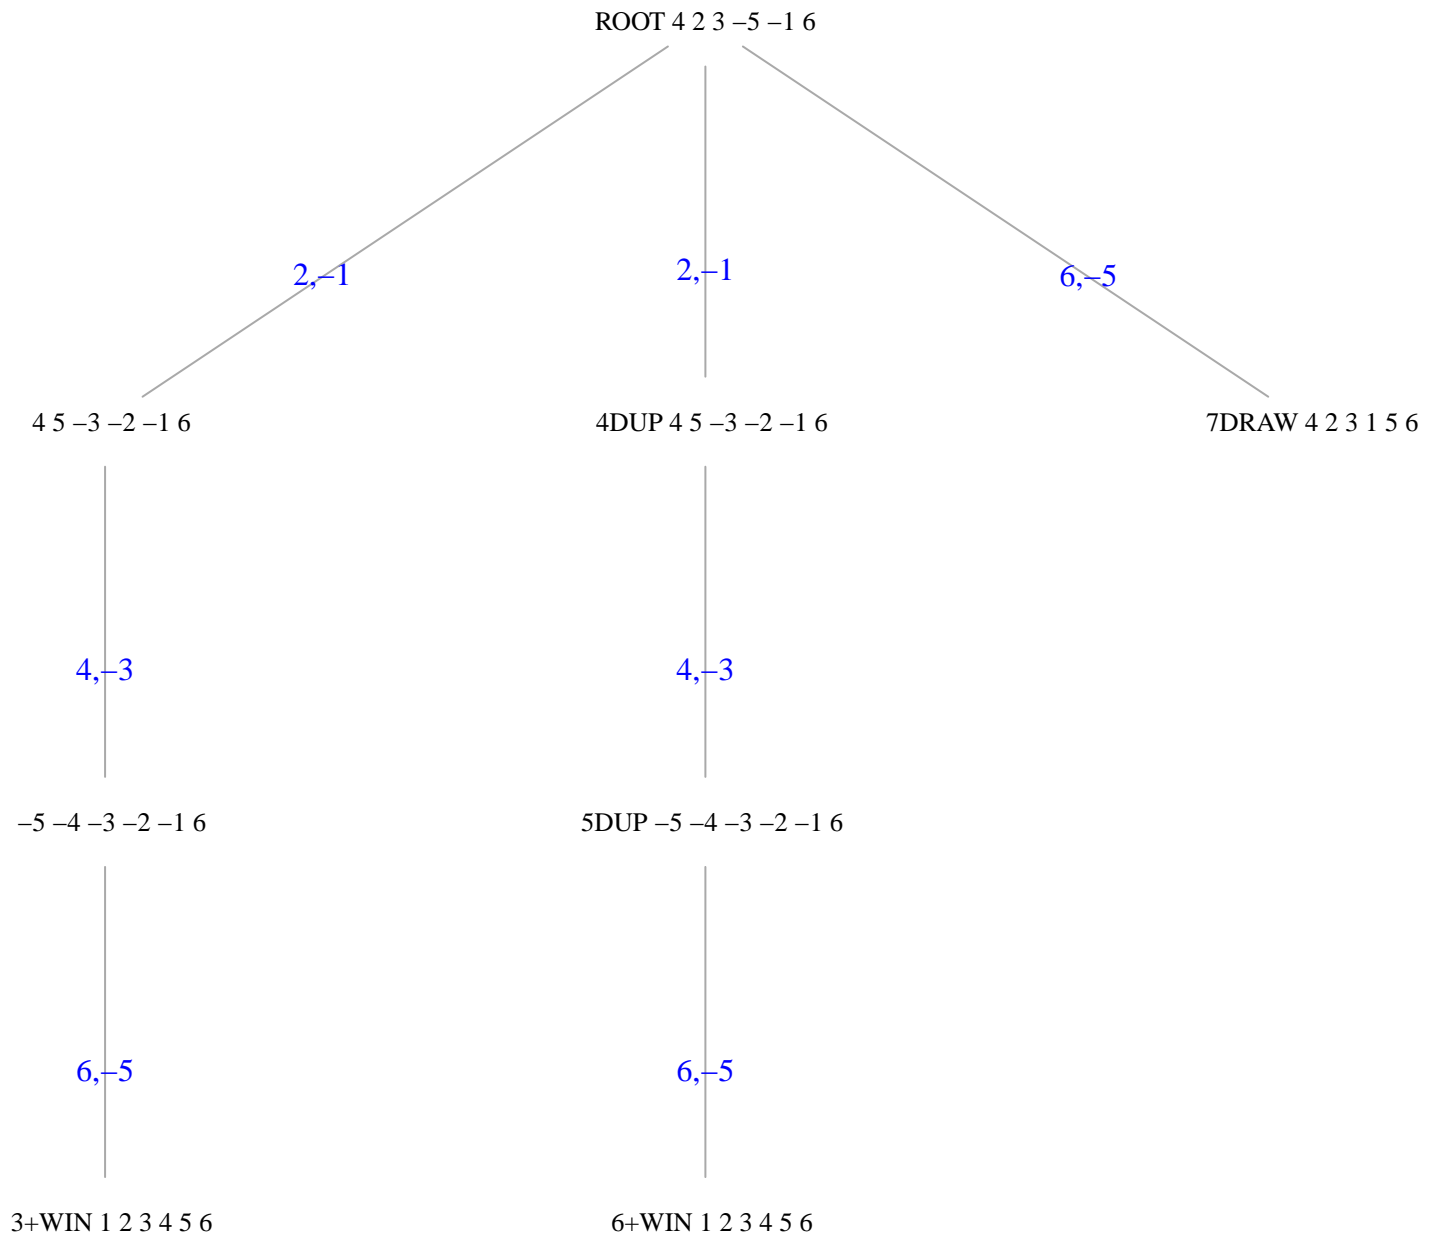 ROOT 4 2 3 –5 –1 6
2,–1
2,–1
6,–5
4 5 –3 –2 –1 6
4DUP 4 5 –3 –2 –1 6
7DRAW 4 2 3 1 5 6
4,–3
4,–3
–5 –4 –3 –2 –1 6
5DUP –5 –4 –3 –2 –1 6
6,–5
6,–5
3+WIN 1 2 3 4 5 6
6+WIN 1 2 3 4 5 6